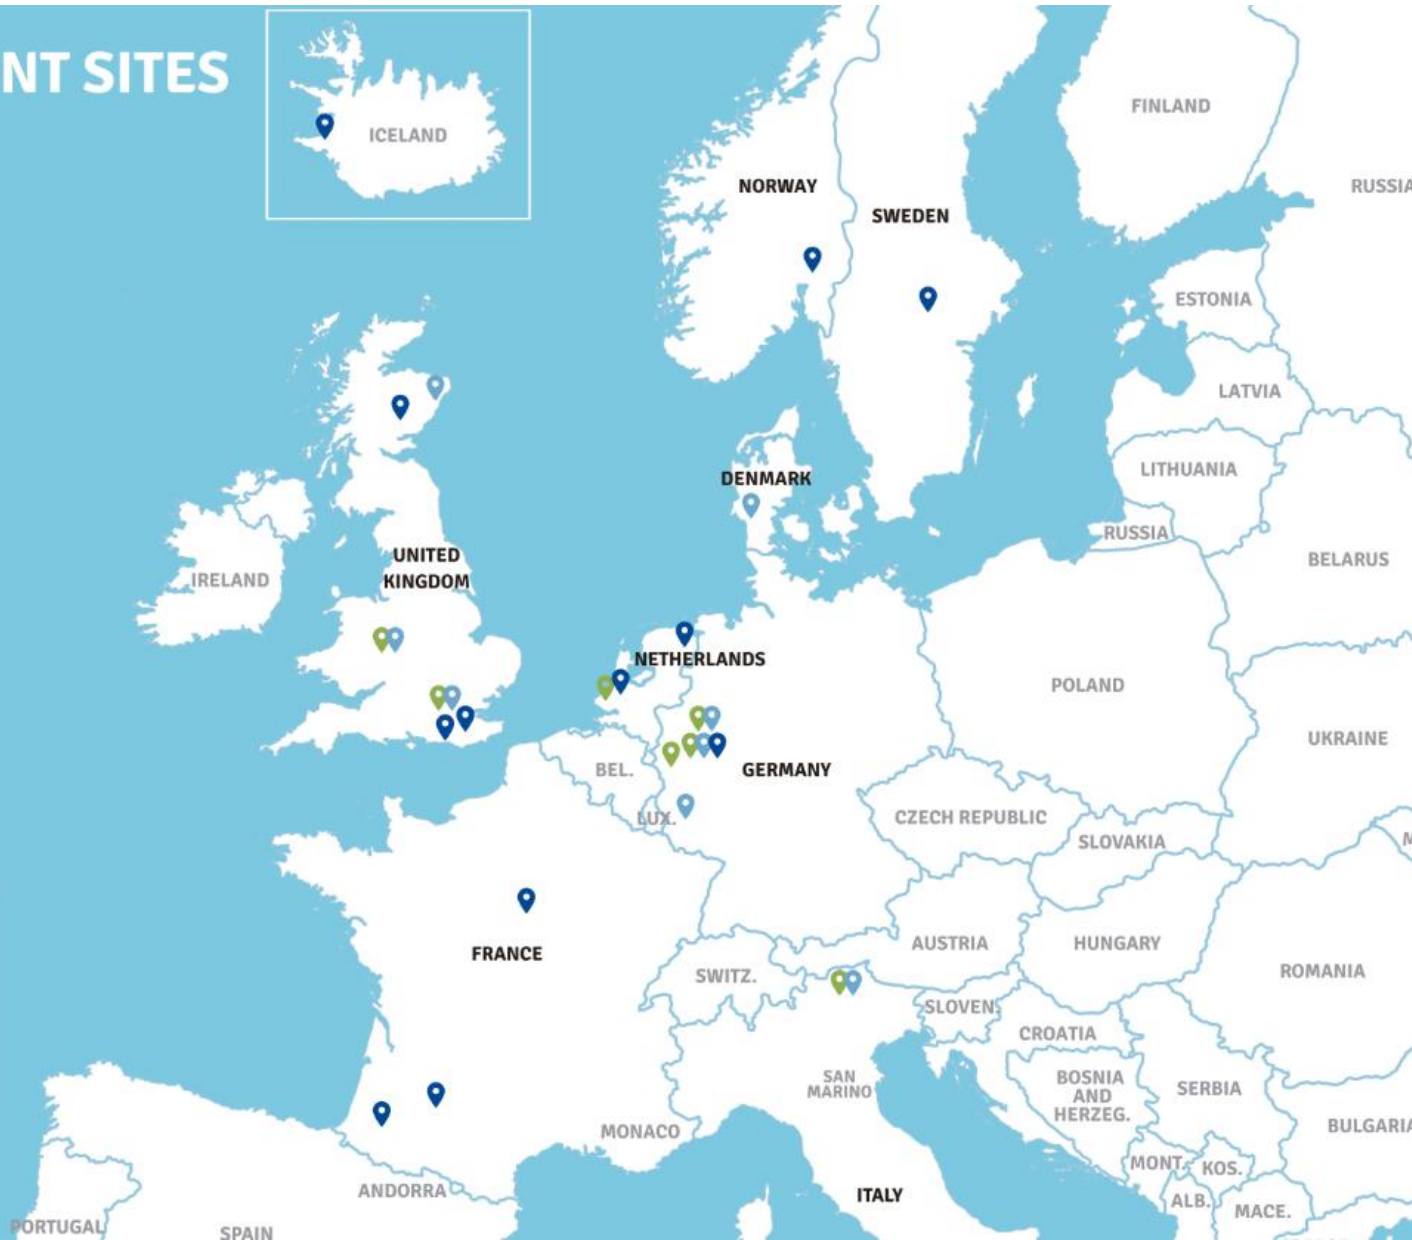 NT SITES
ICELAND
FINLAND
NORWAY
RUSSIA
SWEDEN
ESTONIA
LATVIA
LITHUANIA
DENMARK
RUSSIA
UNITED
KINGDOM
IRELAND
BELARUS
NETHERLANDS
POLAND
UKRAINE
BEL.
GERMANY
LUX.
CZECH REPUBLIC
SLOVAKIA
M
FRANCE
AUSTRIA
HUNGARY
SWITZ.
ROMANIA
SLOVEN.
CROATIA
SAN
MARINO
BOSNIA
AND
HERZEG.
SERBIA
MONACO
BULGARIA
MONT.
KOS.
ANDORRA
ITALY
ALB.
MACE.
PORTUGAL
SPAIN